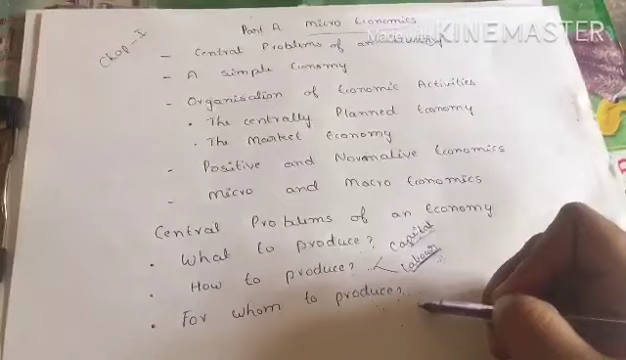 Part A Micro Economics
Made with KINEMASTER
Chap - I
- Central Problems of an Economy
- A Simple Economy
- Organisation of Economic Activities
• The Centrally Planned Economy
• The Market Economy
- Positive and Normative Economics
- Micro and Macro Economics
Central Problems of an Economy
• What to produce?
• How to produce? < Capital
Labour
• For whom to produce?